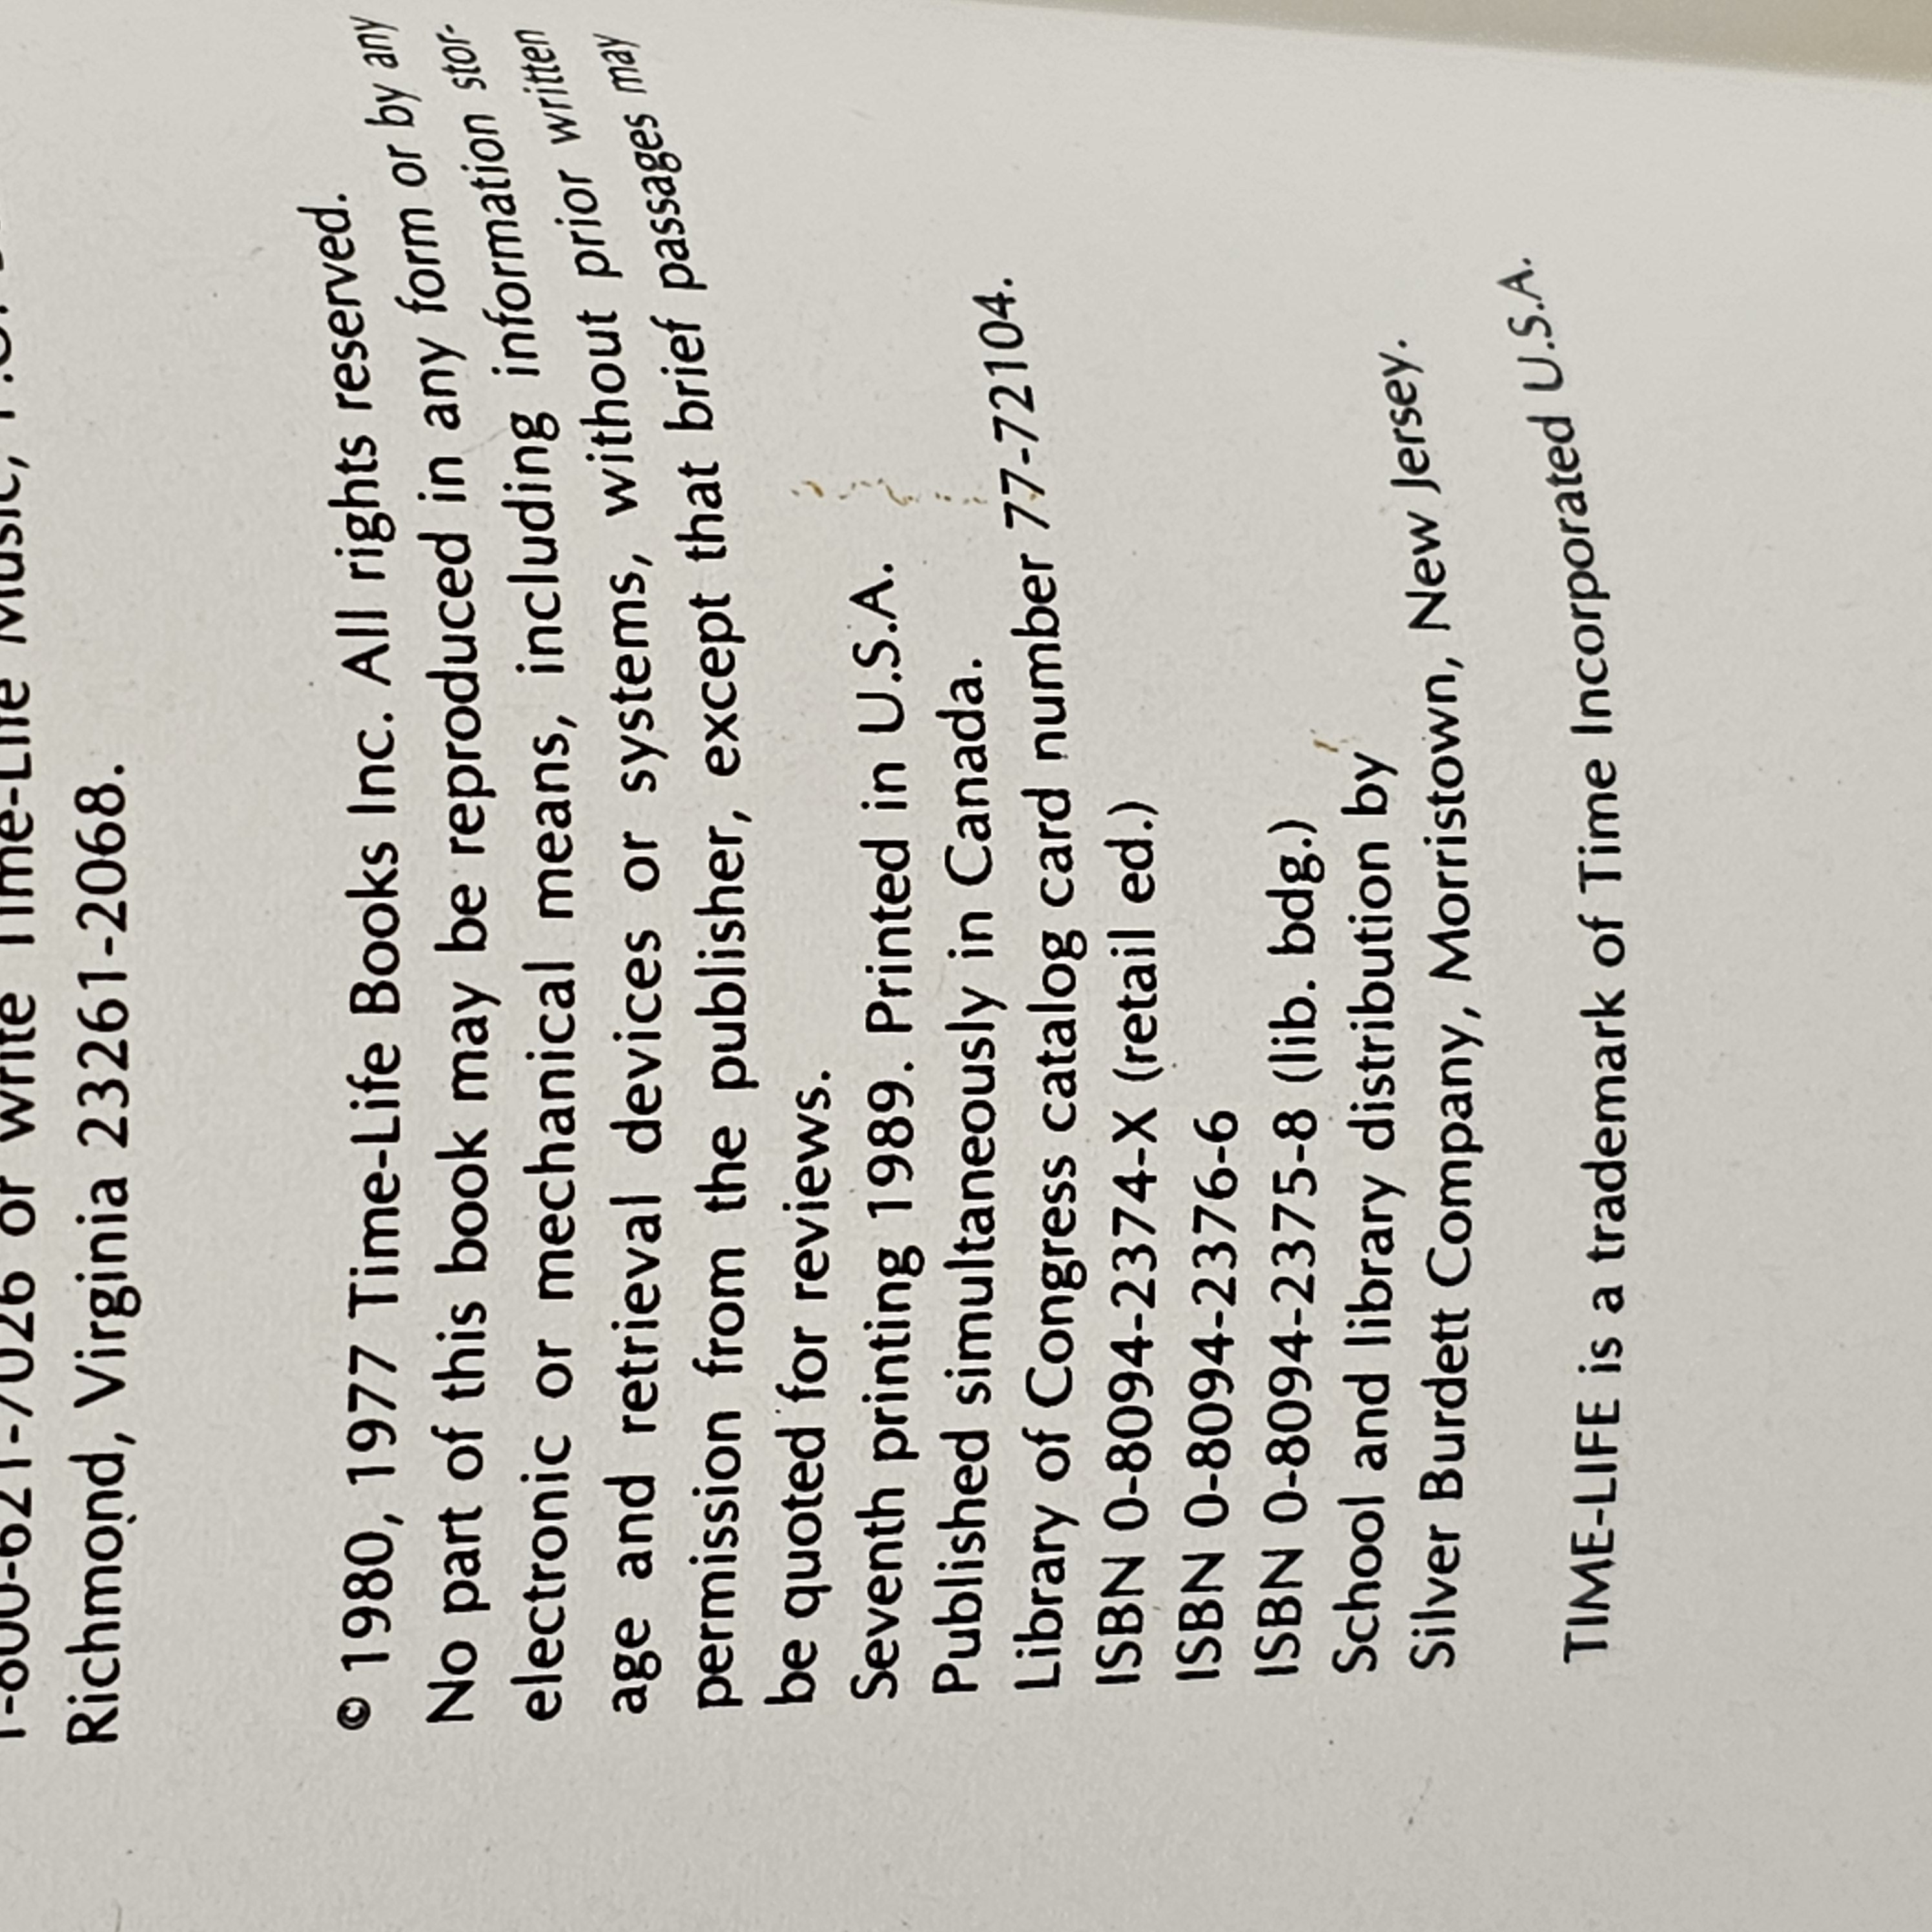 1-800-621-7026 or write Time-Life Music, P.O.
Richmond, Virginia 23261-2068.
© 1980, 1977 Time-Life Books Inc. All rights reserved.
No part of this book may be reproduced in any form or by any
electronic or mechanical means, including information stor-
age and retrieval devices or systems, without prior written
permission from the publisher, except that brief passages may
be quoted for reviews.
Seventh printing 1989. Printed in U.S.A.
Published simultaneously in Canada.
Library of Congress catalog card number 77-72104.
ISBN 0-8094-2374-X (retail ed.)
ISBN 0-8094-2376-6
ISBN 0-8094-2375-8 (lib. bdg.)
School and library distribution by
Silver Burdett Company, Morristown, New Jersey.
TIME-LIFE is a trademark of Time Incorporated U.S.A.